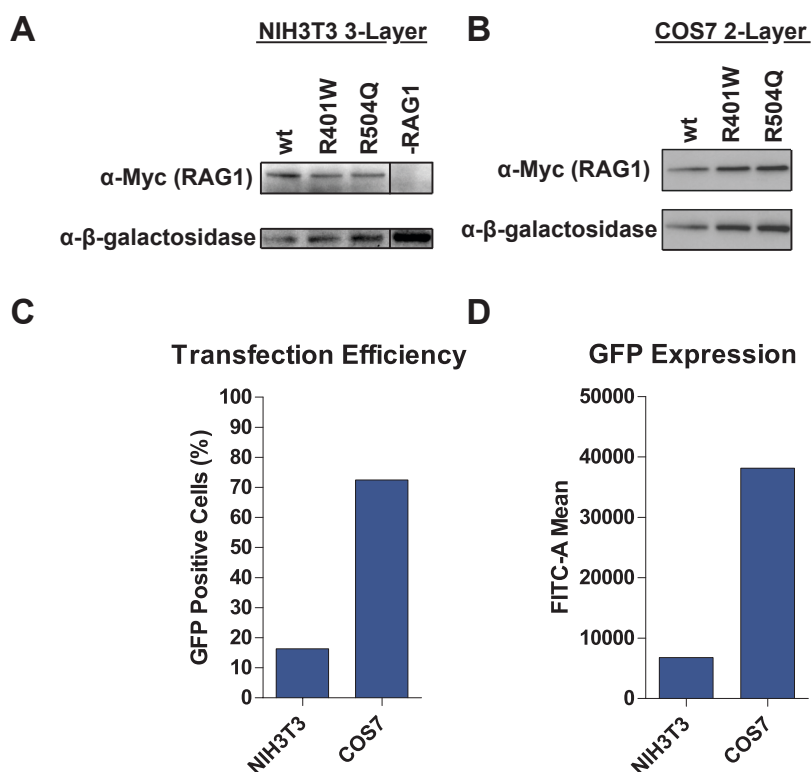 A
NIH3T3 3-Layer
wt
R401W
R504Q
-RAG1
α-Myc (RAG1)
α-β-galactosidase
B
COS7 2-Layer
wt
R401W
R504Q
α-Myc (RAG1)
α-β-galactosidase
C
Transfection Efficiency
GFP Positive Cells (%)
100
90
80
70
60
50
40
30
20
10
0
NIH3T3
COS7
D
GFP Expression
FITC-A Mean
50000
40000
30000
20000
10000
0
NIH3T3
COS7